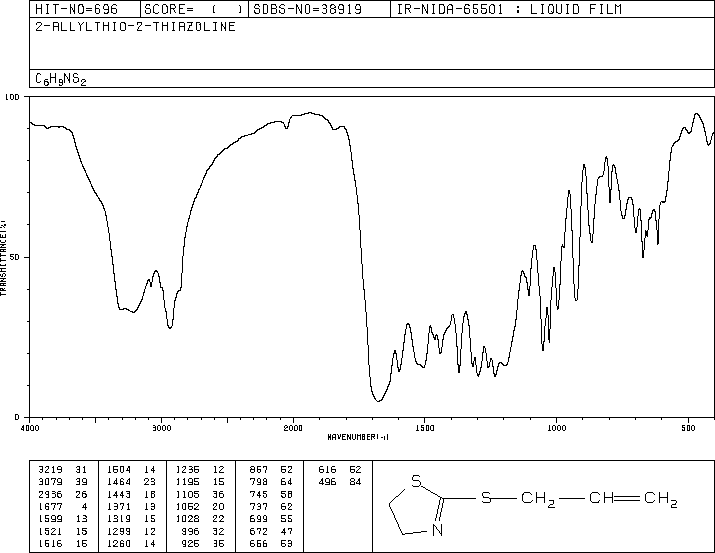 HIT-NO=696 SCORE= ( ) SDBS-NO=38919 IR-NIDA-65501 : LIQUID FILM
2-ALLYLTHIO-2-THIAZOLINE
C6H9NS2
100
50
0
TRANSMITTANCE(%)
4000 3000 2000 1500 1000 500
WAVENUMBER(-1)
3219 31 1504 14 1236 12 867 52 616 52
3079 39 1464 23 1195 15 798 64 496 84
2936 26 1443 18 1105 36 745 58
1677 4 1371 13 1052 20 737 62
1599 13 1319 15 1028 22 699 55
1521 15 1299 12 996 32 672 47
1516 15 1260 14 925 35 656 53
S
S CH2 CH CH2
N